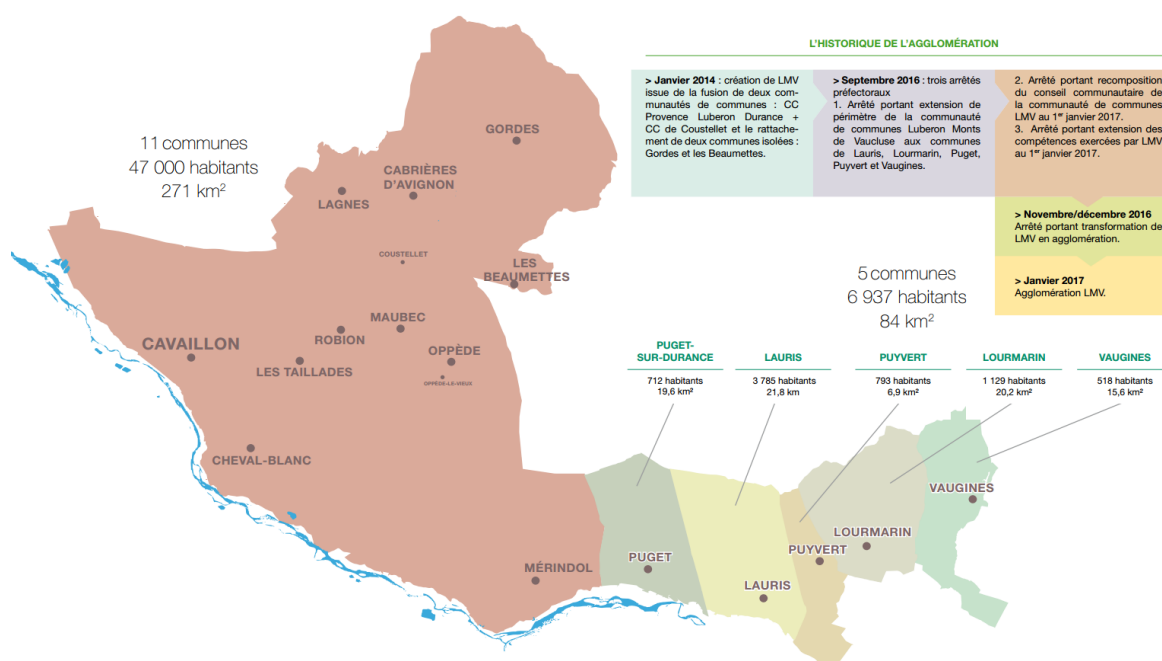 L'HISTORIQUE DE L'AGGLOMÉRATION
> Janvier 2014 : création de LMV
issue de la fusion de deux com-
munautés de communes : CC
Provence Luberon Durance +
CC de Coustellet et le rattache-
ment de deux communes isolées :
Gordes et les Beaumettes.
> Septembre 2016 : trois arrêtés
préfectoraux
1. Arrêté portant extension de
périmètre de la communauté
de communes Luberon Monts
de Vaucluse aux communes
de Lauris, Lourmarin, Puget,
Puyvert et Vaugines.
2. Arrêté portant recomposition
du conseil communautaire de
la communauté de communes
LMV au 1er janvier 2017.
3. Arrêté portant extension des
compétences exercées par LMV
au 1er janvier 2017.
> Novembre/décembre 2016
Arrêté portant transformation de
LMV en agglomération.
> Janvier 2017
Agglomération LMV.
11 communes
47 000 habitants
271 km²
GORDES
CABRIÈRES
D'AVIGNON
LAGNES
COUSTELLET
LES
BEAUMETTES
MAUBEC
ROBION
CAVAILLON
OPPÈDE
LES TAILLADES
OPPÈDE-LE-VIEUX
CHEVAL-BLANC
MÉRINDOL
5 communes
6 937 habitants
84 km²
PUGET-
SUR-DURANCE
712 habitants
19,6 km²
LAURIS
3 785 habitants
21,8 km
PUYVERT
793 habitants
6,9 km²
LOURMARIN
1 129 habitants
20,2 km²
VAUGINES
518 habitants
15,6 km²
VAUGINES
LOURMARIN
PUYVERT
PUGET
LAURIS